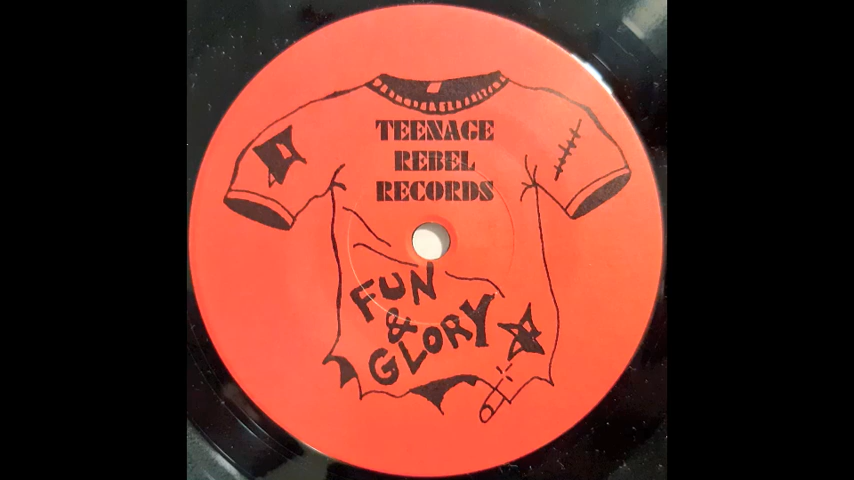 TEENAGE
REBEL
RECORDS
FUN
&
GLORY